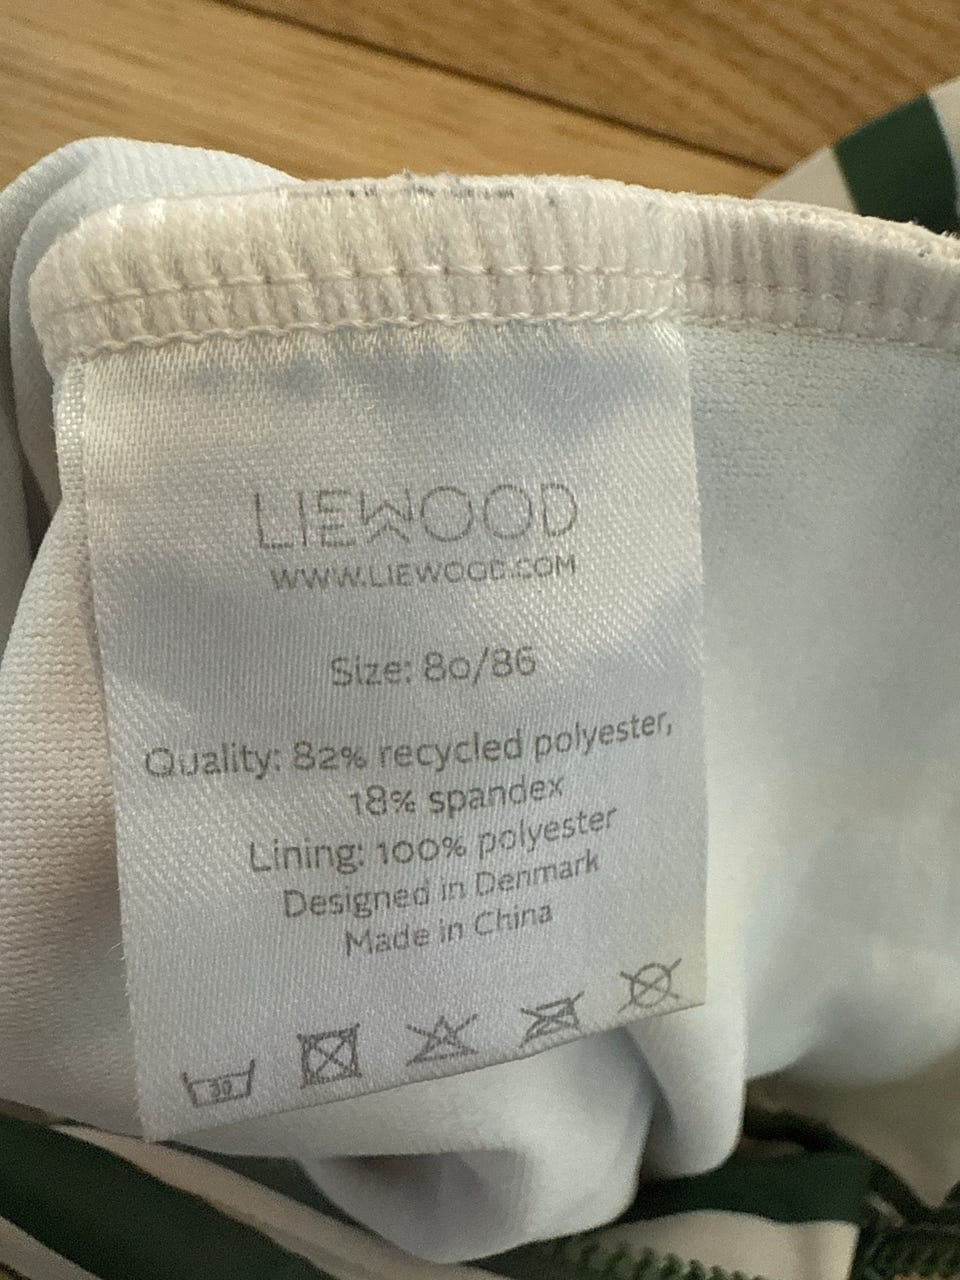 LIEWOOD
WWW.LIEWOOD.COM
Size: 80/86
Quality: 82% recycled polyester,
18% spandex
Lining: 100% polyester
Designed in Denmark
Made in China
30